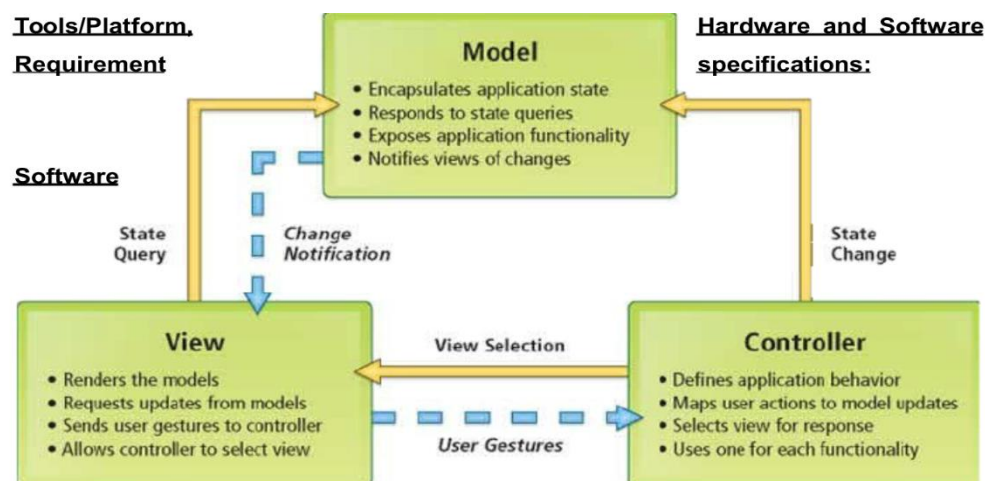 Tools/Platform,
Requirement
Hardware and Software
specifications:
Software
Model
• Encapsulates application state
• Responds to state queries
• Exposes application functionality
• Notifies views of changes
State
Query
Change
Notification
State
Change
View
• Renders the models
• Requests updates from models
• Sends user gestures to controller
• Allows controller to select view
View Selection
User Gestures
Controller
• Defines application behavior
• Maps user actions to model updates
• Selects view for response
• Uses one for each functionality